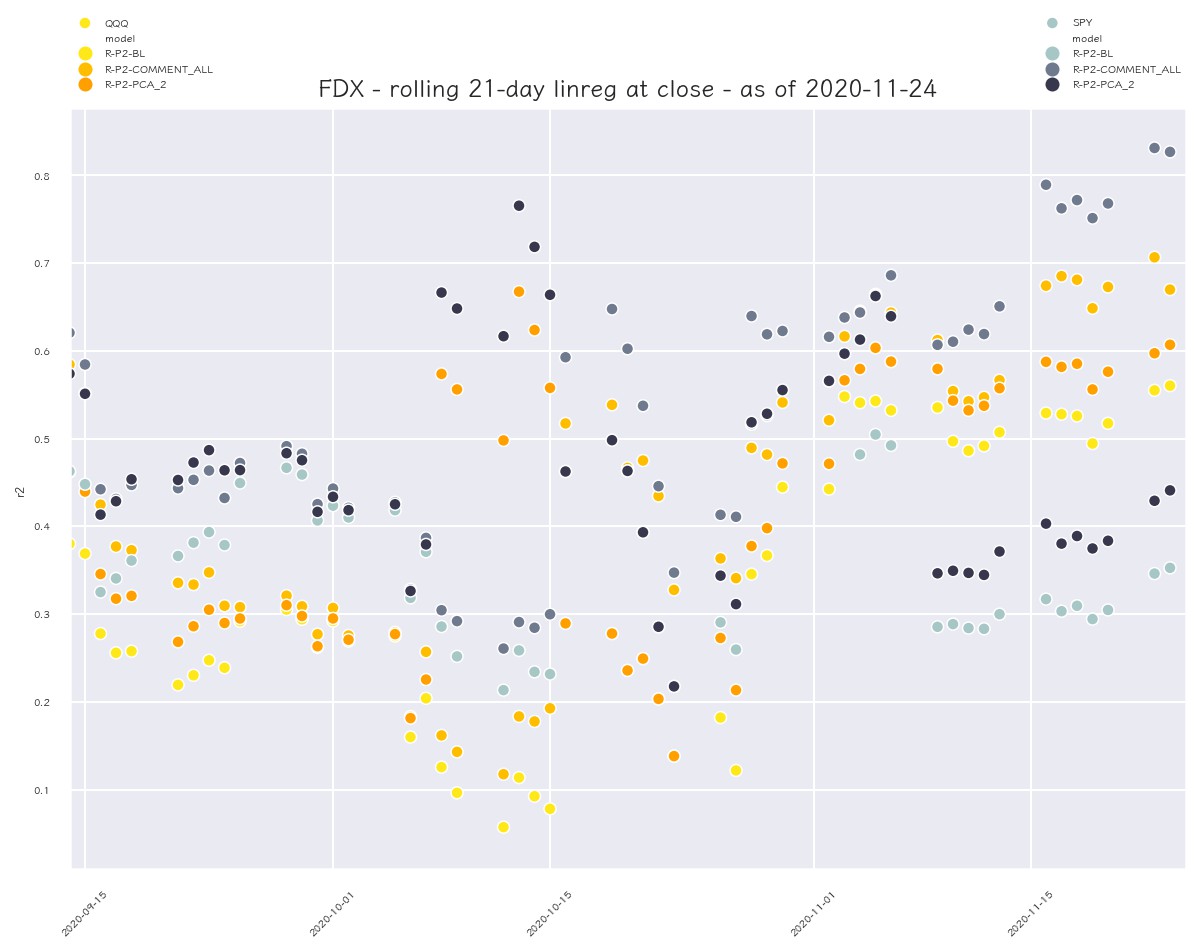 QQQ
model
R-P2-BL
R-P2-COMMENT_ALL
R-P2-PCA_2
SPY
model
R-P2-BL
R-P2-COMMENT_ALL
R-P2-PCA_2
FDX - rolling 21-day linreg at close - as of 2020-11-24
r2
0.8
0.7
0.6
0.5
0.4
0.3
0.2
0.1
2020-09-15
2020-10-01
2020-10-15
2020-11-01
2020-11-15